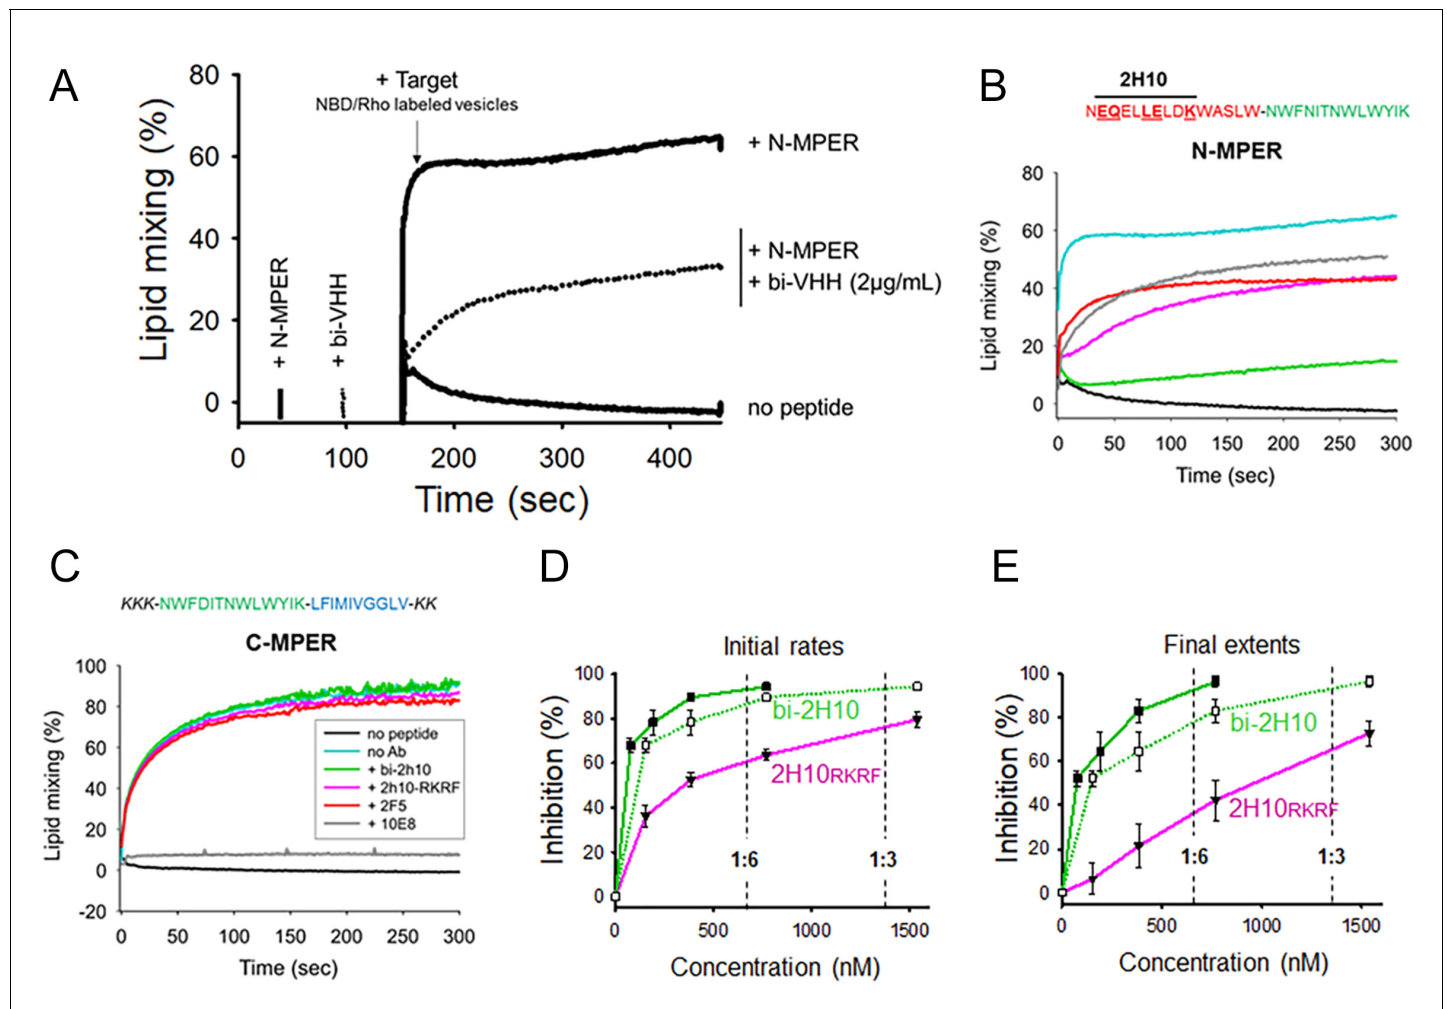 A
+ Target
NBD/Rho labeled vesicles
Lipid mixing (%)
80
60
40
20
0
+ N-MPER
+ bi-VHH
+ N-MPER
+ N-MPER
+ bi-VHH (2µg/mL)
no peptide
0 100 200 300 400
Time (sec)
B
2H10
NEQELLELDKWASLW-NWFNITNWLWYIK
N-MPER
Lipid mixing (%)
80
60
40
20
0
0 50 100 150 200 250 300
Time (sec)
C
KKK-NWFDITNWLWYIK-LFIMIVGGLV-KK
C-MPER
Lipid mixing (%)
100
80
60
40
20
0
-20
no peptide
no Ab
+ bi-2h10
+ 2h10-RKRF
+ 2F5
+ 10E8
0 50 100 150 200 250 300
Time (sec)
D
Initial rates
Inhibition (%)
100
80
60
40
20
0
bi-2H10
2H10RKRF
1:6 1:3
0 500 1000 1500
Concentration (nM)
E
Final extents
Inhibition (%)
100
80
60
40
20
0
bi-2H10
2H10RKRF
1:6 1:3
0 500 1000 1500
Concentration (nM)